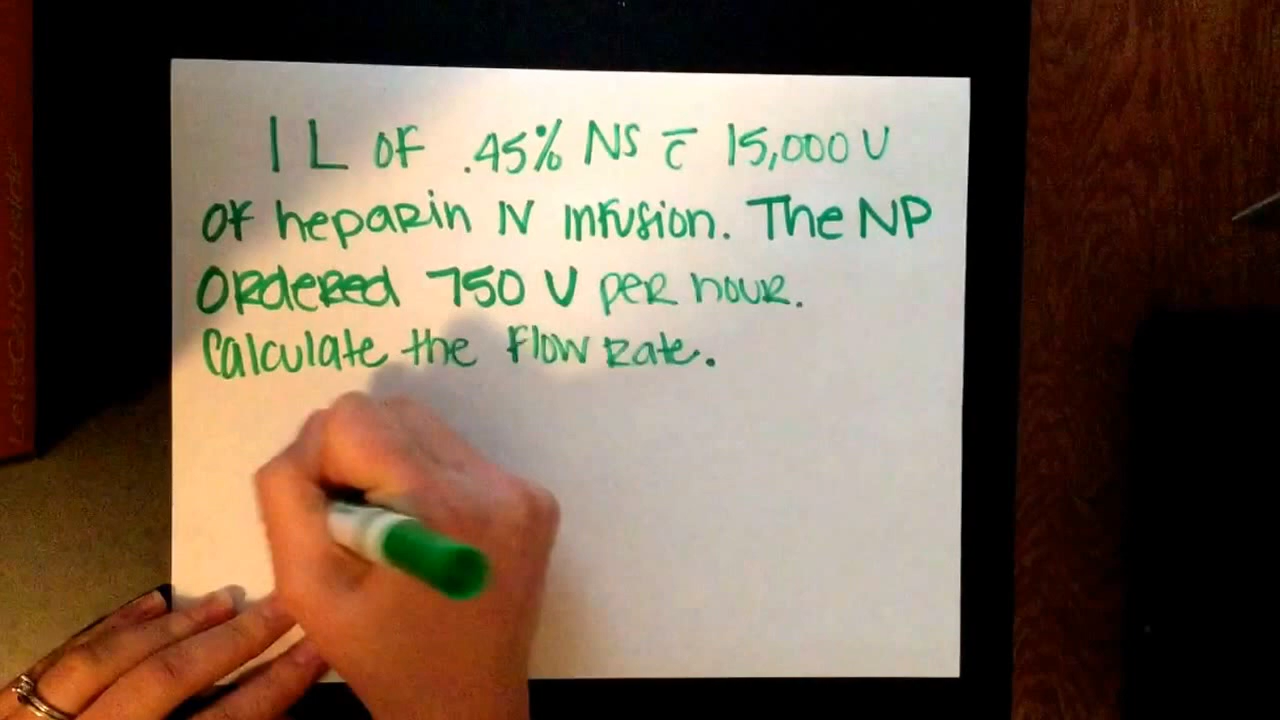 1 L OF .45% NS c̅ 15,000 U
OF heparin IV infusion. The NP
Ordered 750 U per hour.
Calculate the flow rate.